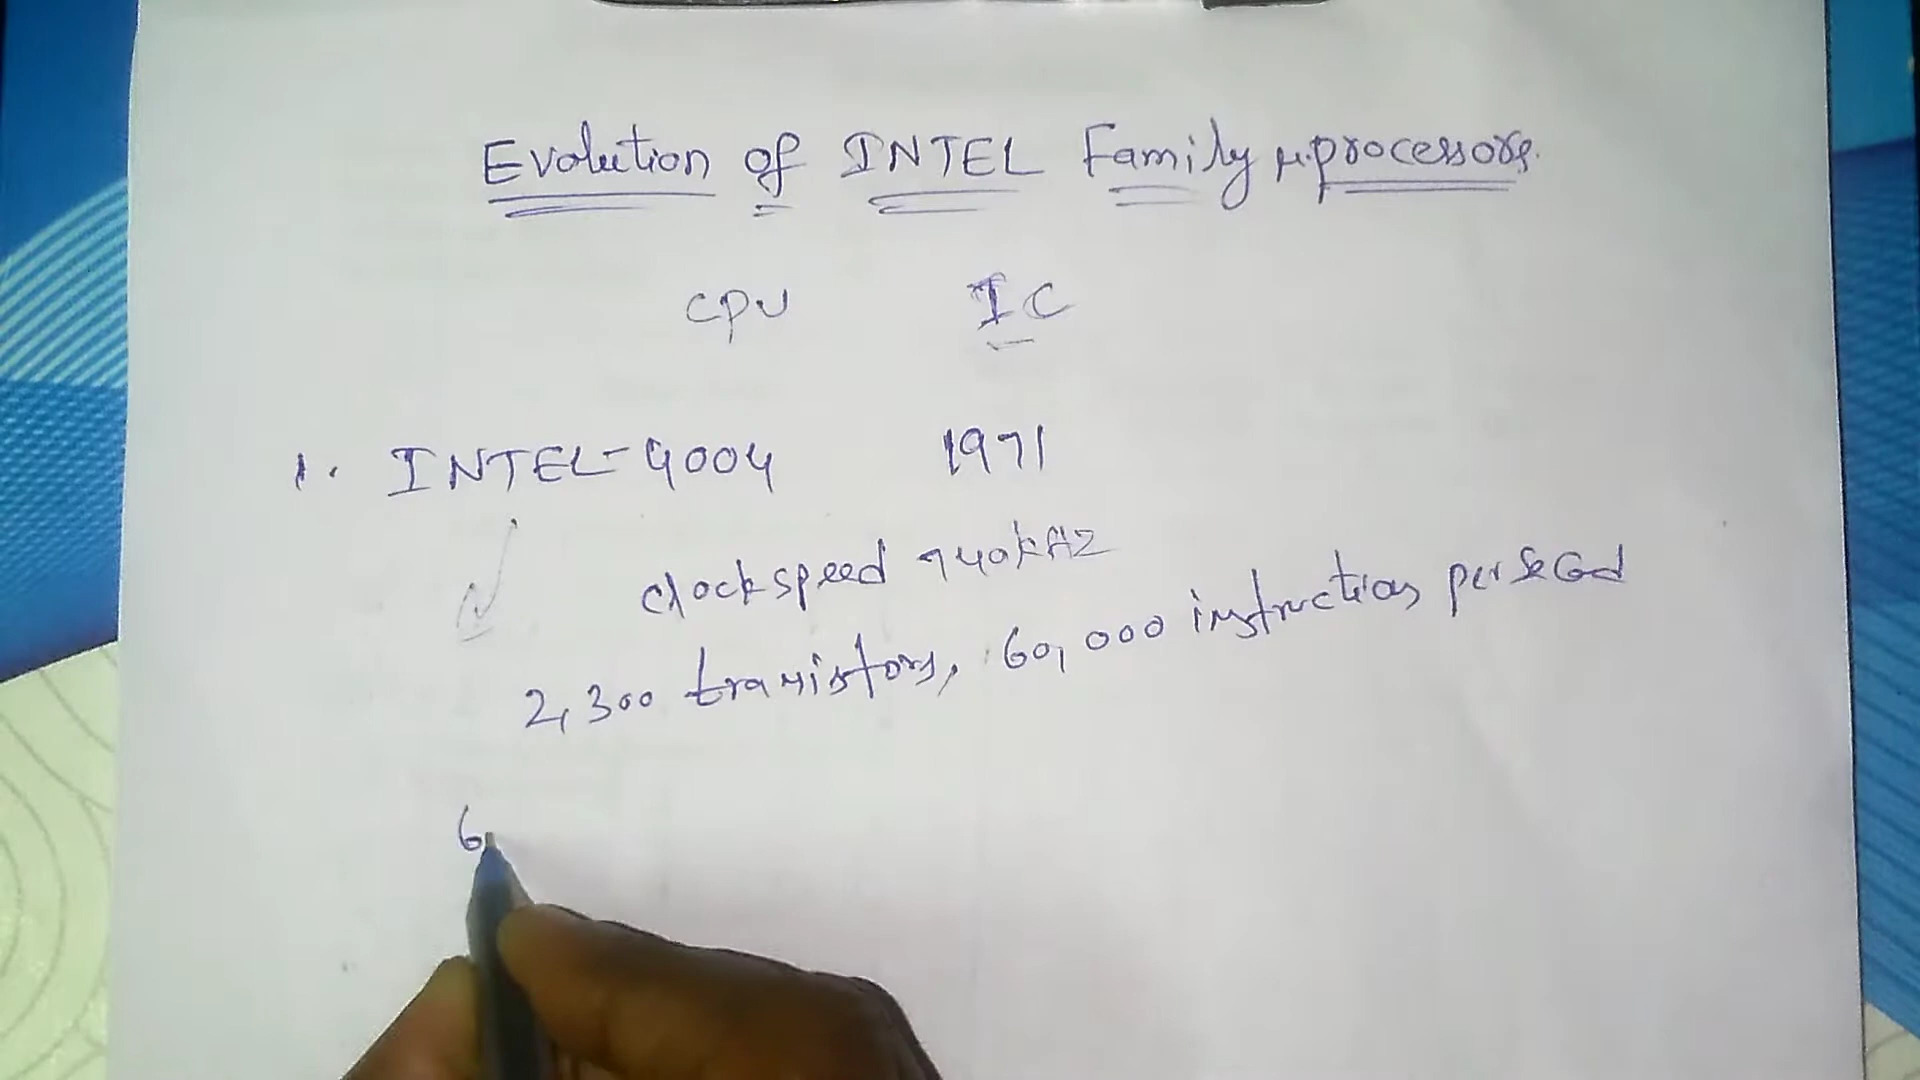 Evolution of INTEL Family μprocessors.
CPU IC
1. INTEL-4004 1971
clockspeed 740kHz
2,300 transistors, 60,000 instructions per second
6